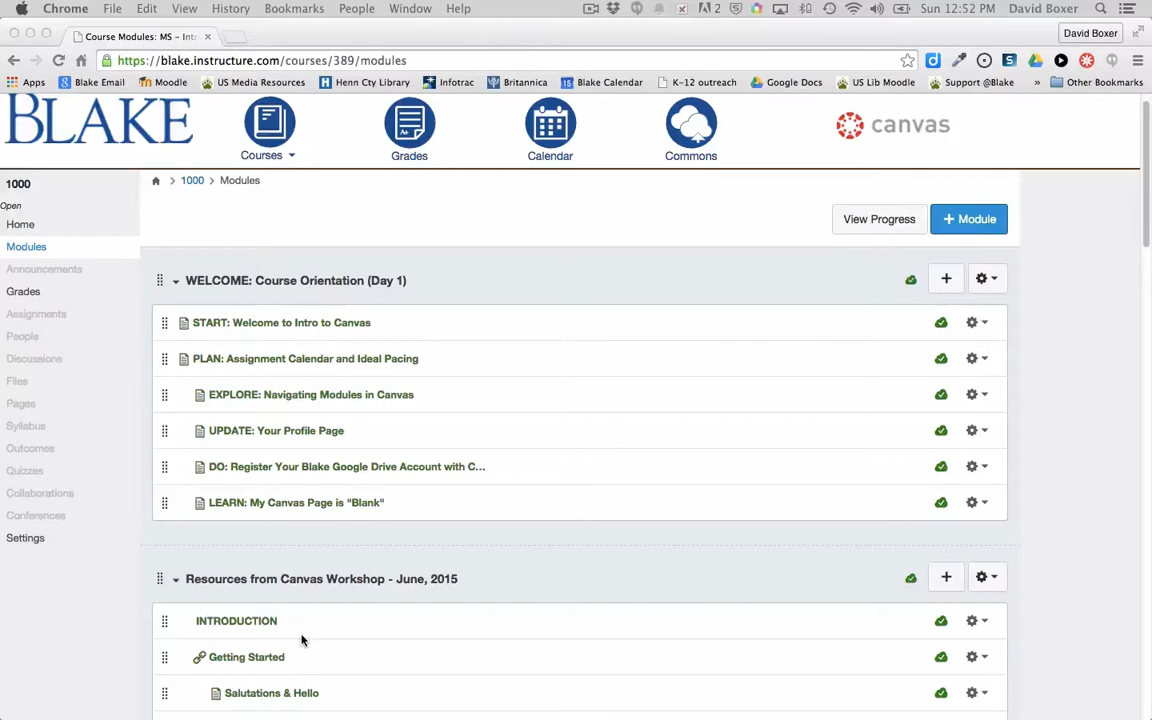 Chrome File Edit View History Bookmarks People Window Help 2 Sun 12:52 PM David Boxer
Course Modules: MS – Intr × David Boxer
https://blake.instructure.com/courses/389/modules
Apps Blake Email Moodle US Media Resources Henn Cty Library Infotrac Britannica 15 Blake Calendar K–12 outreach Google Docs US Lib Moodle Support @Blake » Other Bookmarks
BLAKE Courses Grades Calendar Commons canvas
1000
Open
Home
Modules
Announcements
Grades
Assignments
People
Discussions
Files
Pages
Syllabus
Outcomes
Quizzes
Collaborations
Conferences
Settings
> 1000 > Modules
View Progress + Module
WELCOME: Course Orientation (Day 1)
START: Welcome to Intro to Canvas
PLAN: Assignment Calendar and Ideal Pacing
EXPLORE: Navigating Modules in Canvas
UPDATE: Your Profile Page
DO: Register Your Blake Google Drive Account with C...
LEARN: My Canvas Page is "Blank"
Resources from Canvas Workshop - June, 2015
INTRODUCTION
Getting Started
Salutations & Hello